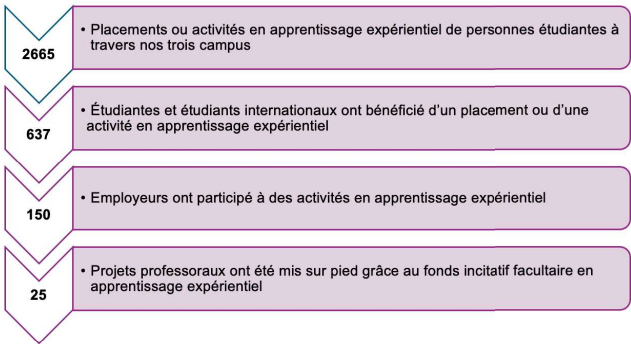 2665
• Placements ou activités en apprentissage expérientiel de personnes étudiantes à
travers nos trois campus
637
• Étudiantes et étudiants internationaux ont bénéficié d'un placement ou d'une
activité en apprentissage expérientiel
150
• Employeurs ont participé à des activités en apprentissage expérientiel
25
• Projets professoraux ont été mis sur pied grâce au fonds incitatif facultaire en
apprentissage expérientiel